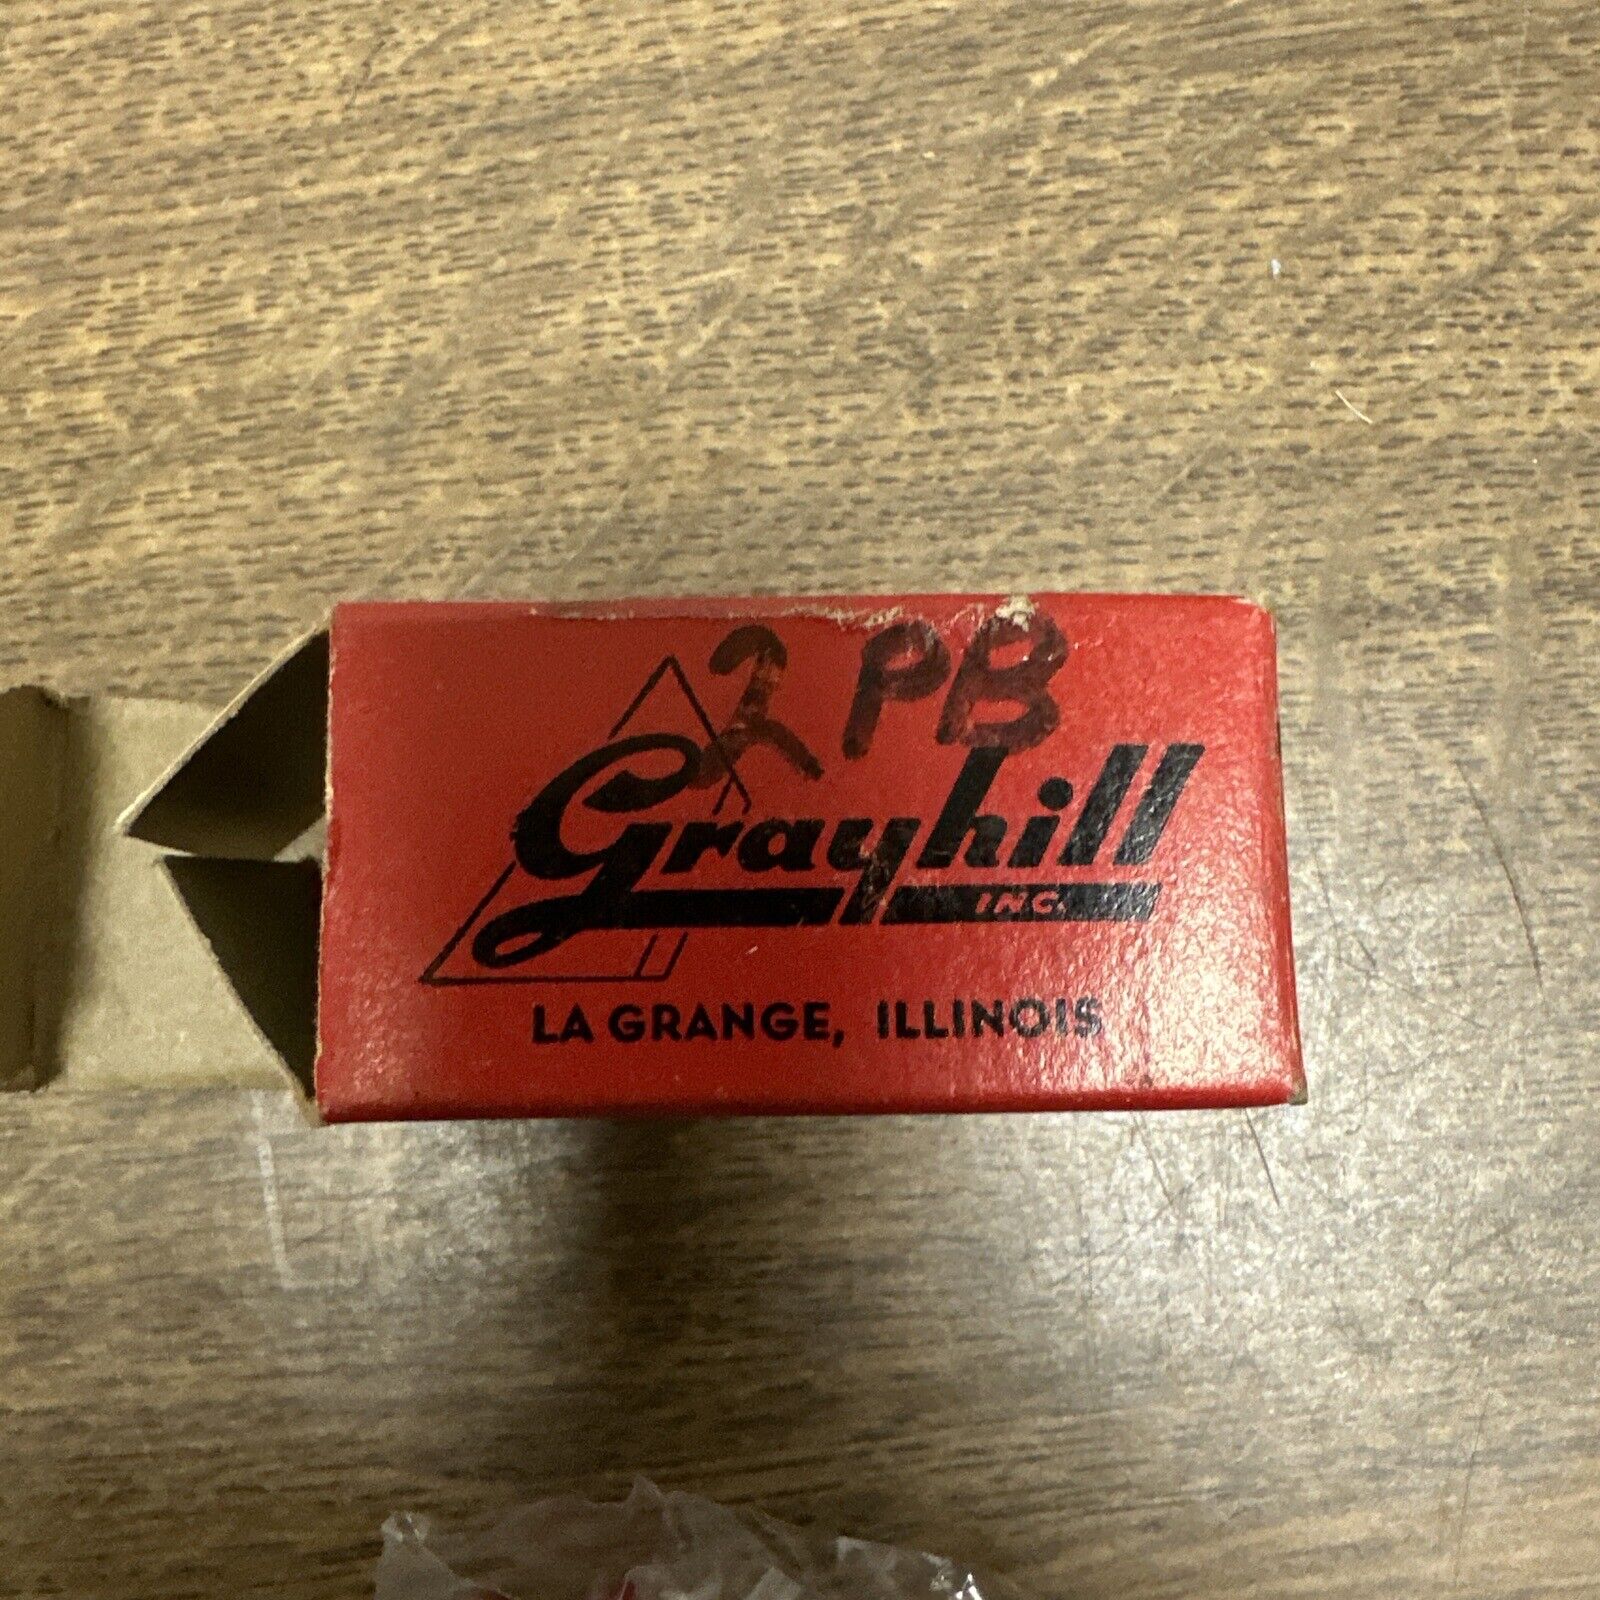 2 PB
Grayhill
INC.
LA GRANGE, ILLINOIS